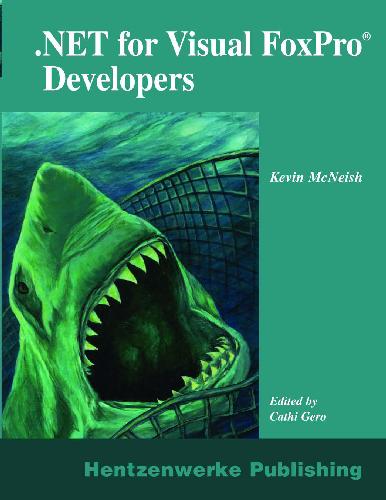 .NET for Visual FoxPro®
Developers
Kevin McNeish
Edited by
Cathi Gero
Hentzenwerke Publishing